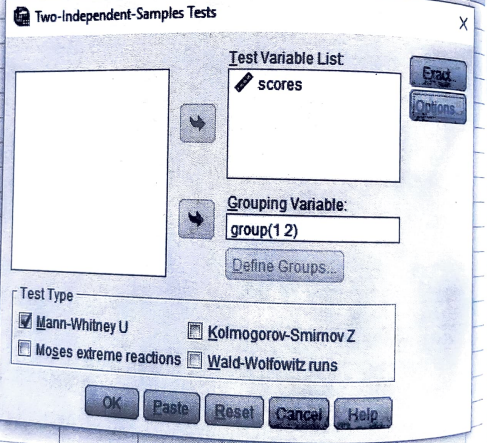 Two-Independent-Samples Tests
X
Test Variable List:
scores
Exact...
Options...
Grouping Variable:
group(1 2)
Define Groups...
Test Type
Mann-Whitney U
Kolmogorov-Smirnov Z
Moses extreme reactions
Wald-Wolfowitz runs
OK
Paste
Reset
Cancel
Help